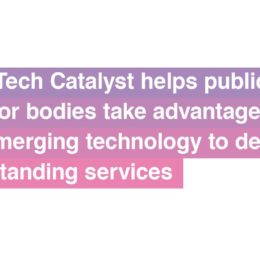 Tech Catalyst helps public
or bodies take advantage
merging technology to de
tanding services